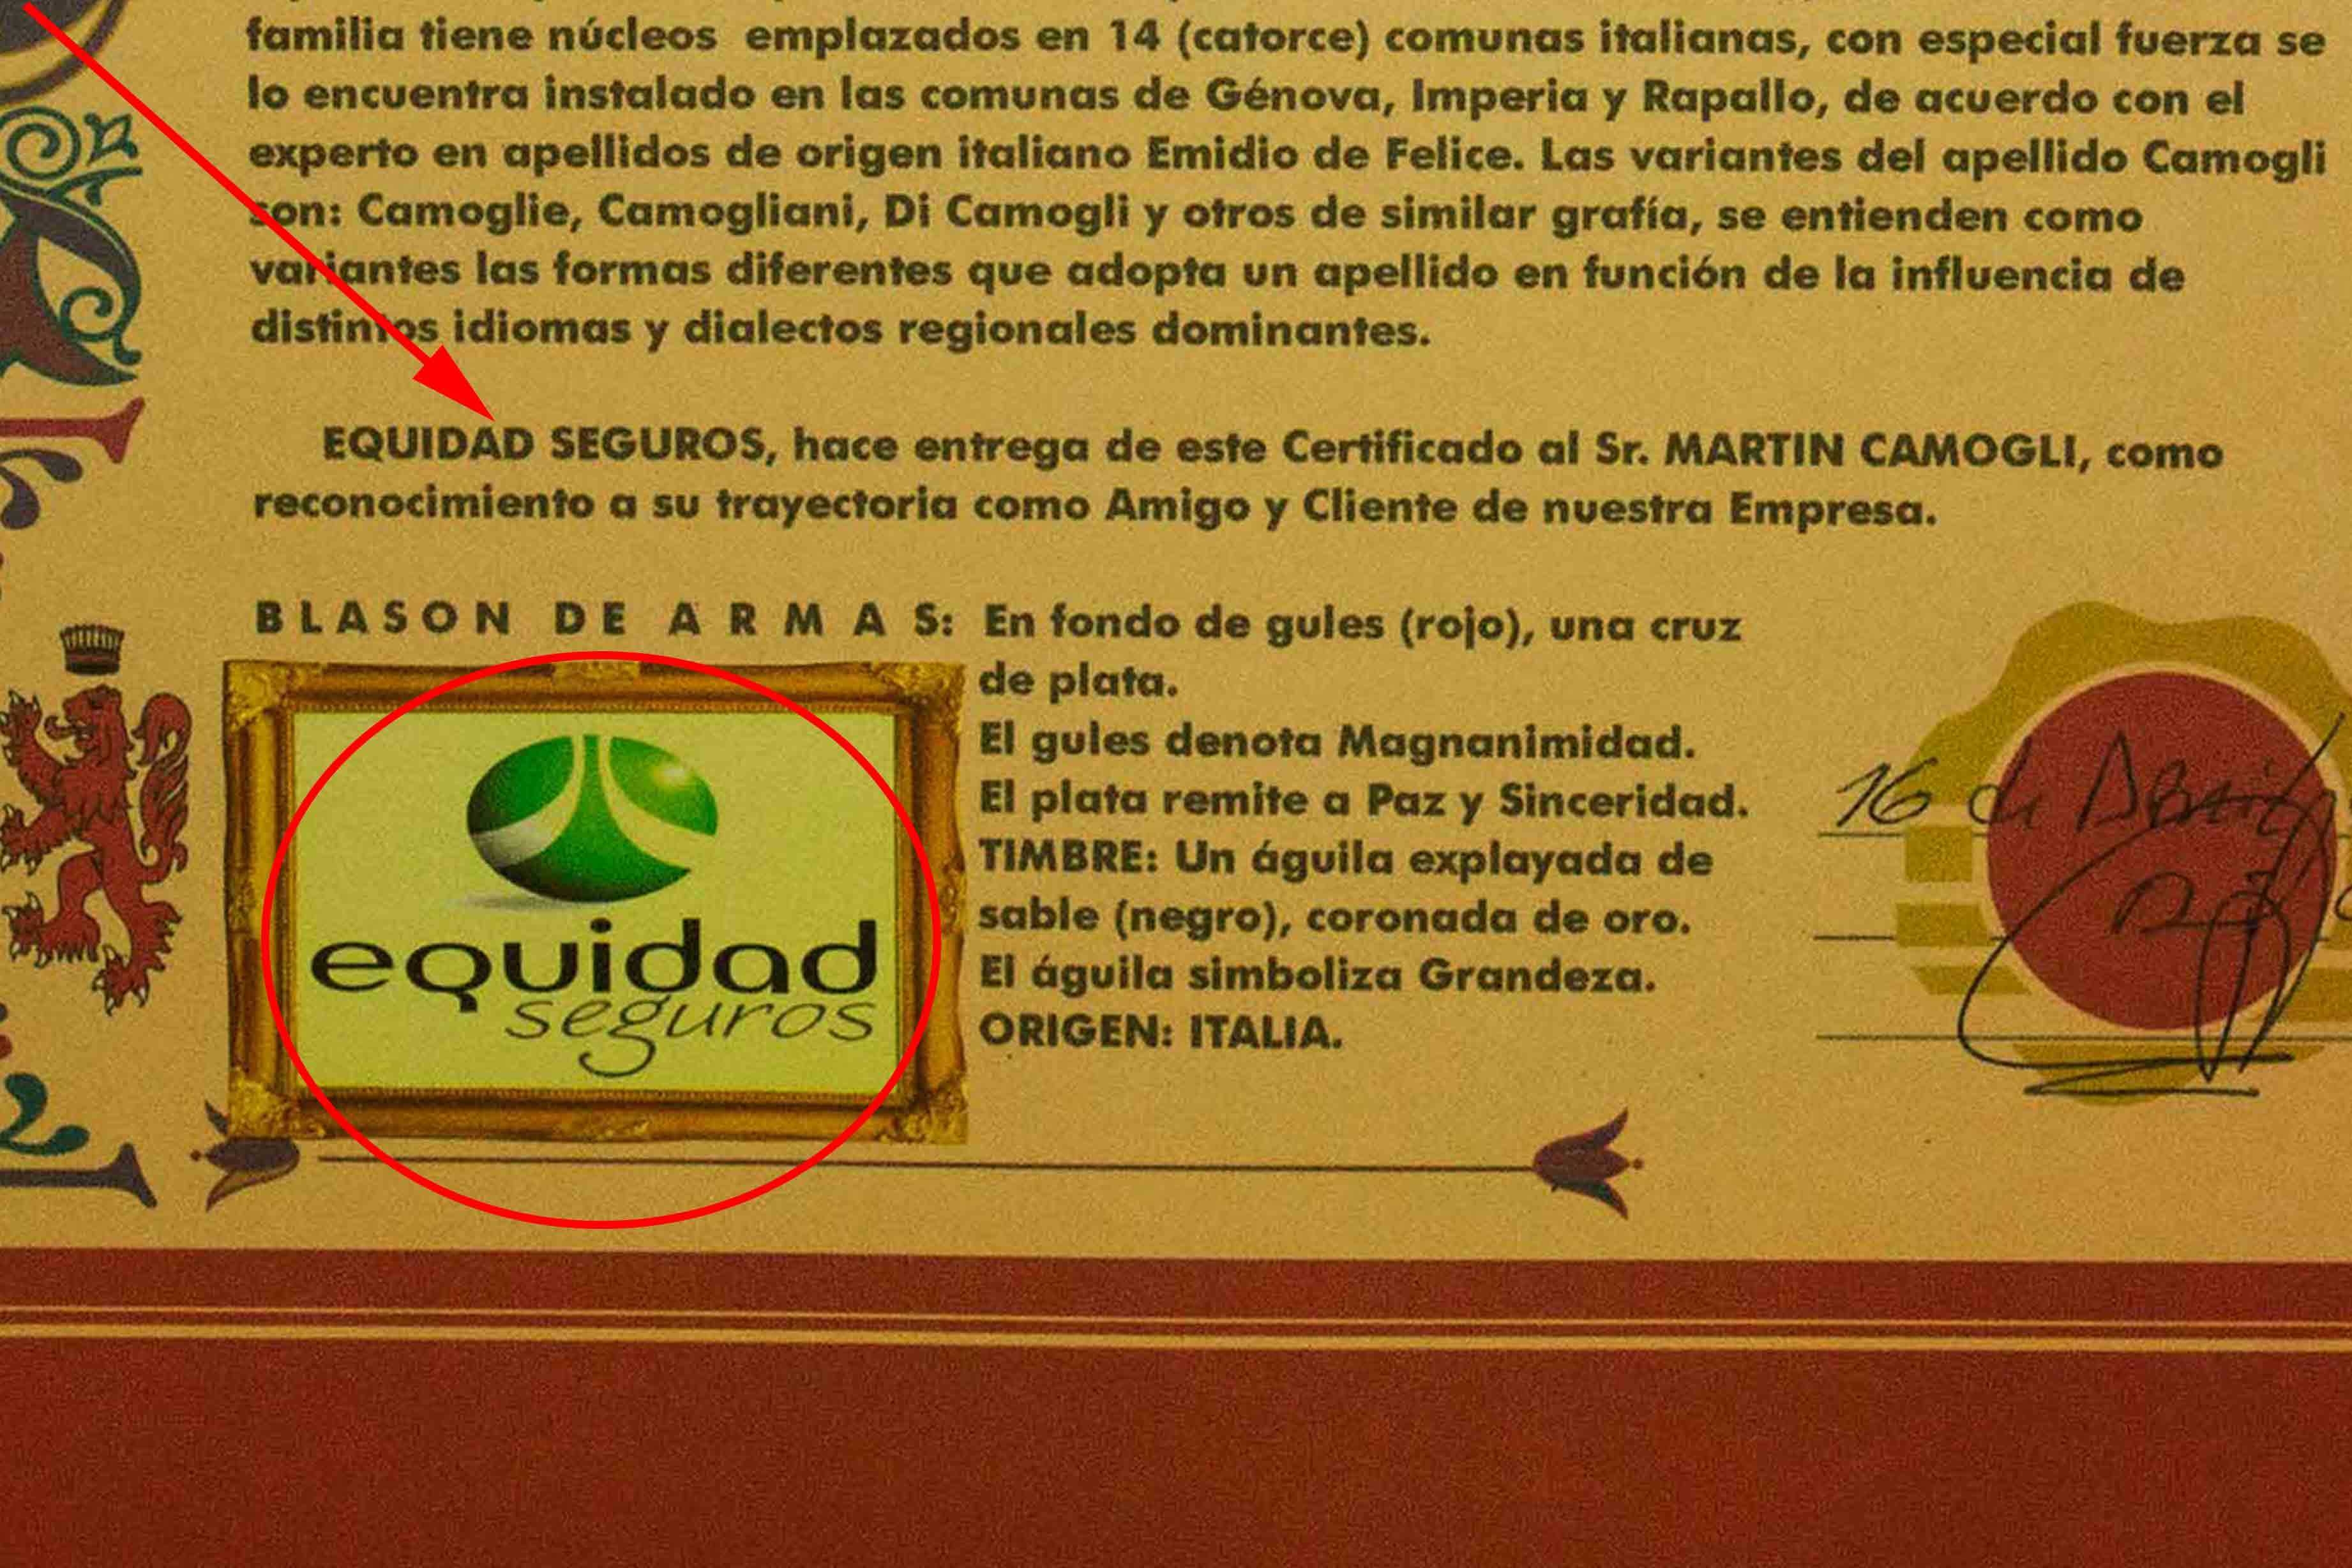 familia tiene núcleos emplazados en 14 (catorce) comunas italianas, con especial fuerza se
lo encuentra instalado en las comunas de Génova, Imperia y Rapallo, de acuerdo con el
experto en apellidos de origen italiano Emidio de Felice. Las variantes del apellido Camogli
son: Camoglie, Camogliani, Di Camogli y otros de similar grafía, se entienden como
variantes las formas diferentes que adopta un apellido en función de la influencia de
distintos idiomas y dialectos regionales dominantes.
EQUIDAD SEGUROS, hace entrega de este Certificado al Sr. MARTIN CAMOGLI, como
reconocimiento a su trayectoria como Amigo y Cliente de nuestra Empresa.
BLASON DE ARMAS: En fondo de gules (rojo), una cruz
de plata.
El gules denota Magnanimidad.
El plata remite a Paz y Sinceridad.
TIMBRE: Un águila explayada de
sable (negro), coronada de oro.
El águila simboliza Grandeza.
ORIGEN: ITALIA.
equidad
seguros
16 de Abril